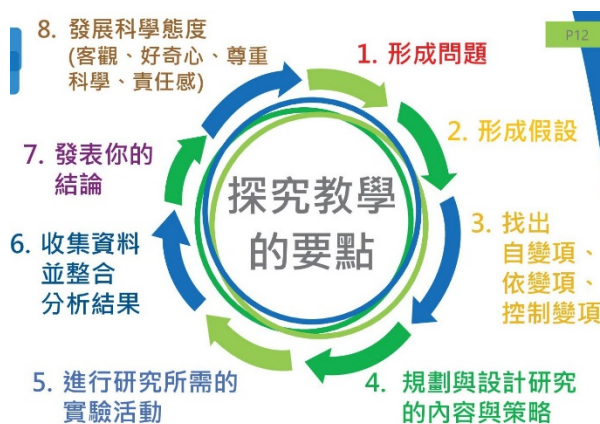 P12
探究教學
的要點
1. 形成問題
2. 形成假設
3. 找出
自變項、
依變項、
控制變項
4. 規劃與設計研究
的內容與策略
5. 進行研究所需的
實驗活動
6. 收集資料
並整合
分析結果
7. 發表你的
結論
8. 發展科學態度
(客觀、好奇心、尊重
科學、責任感)